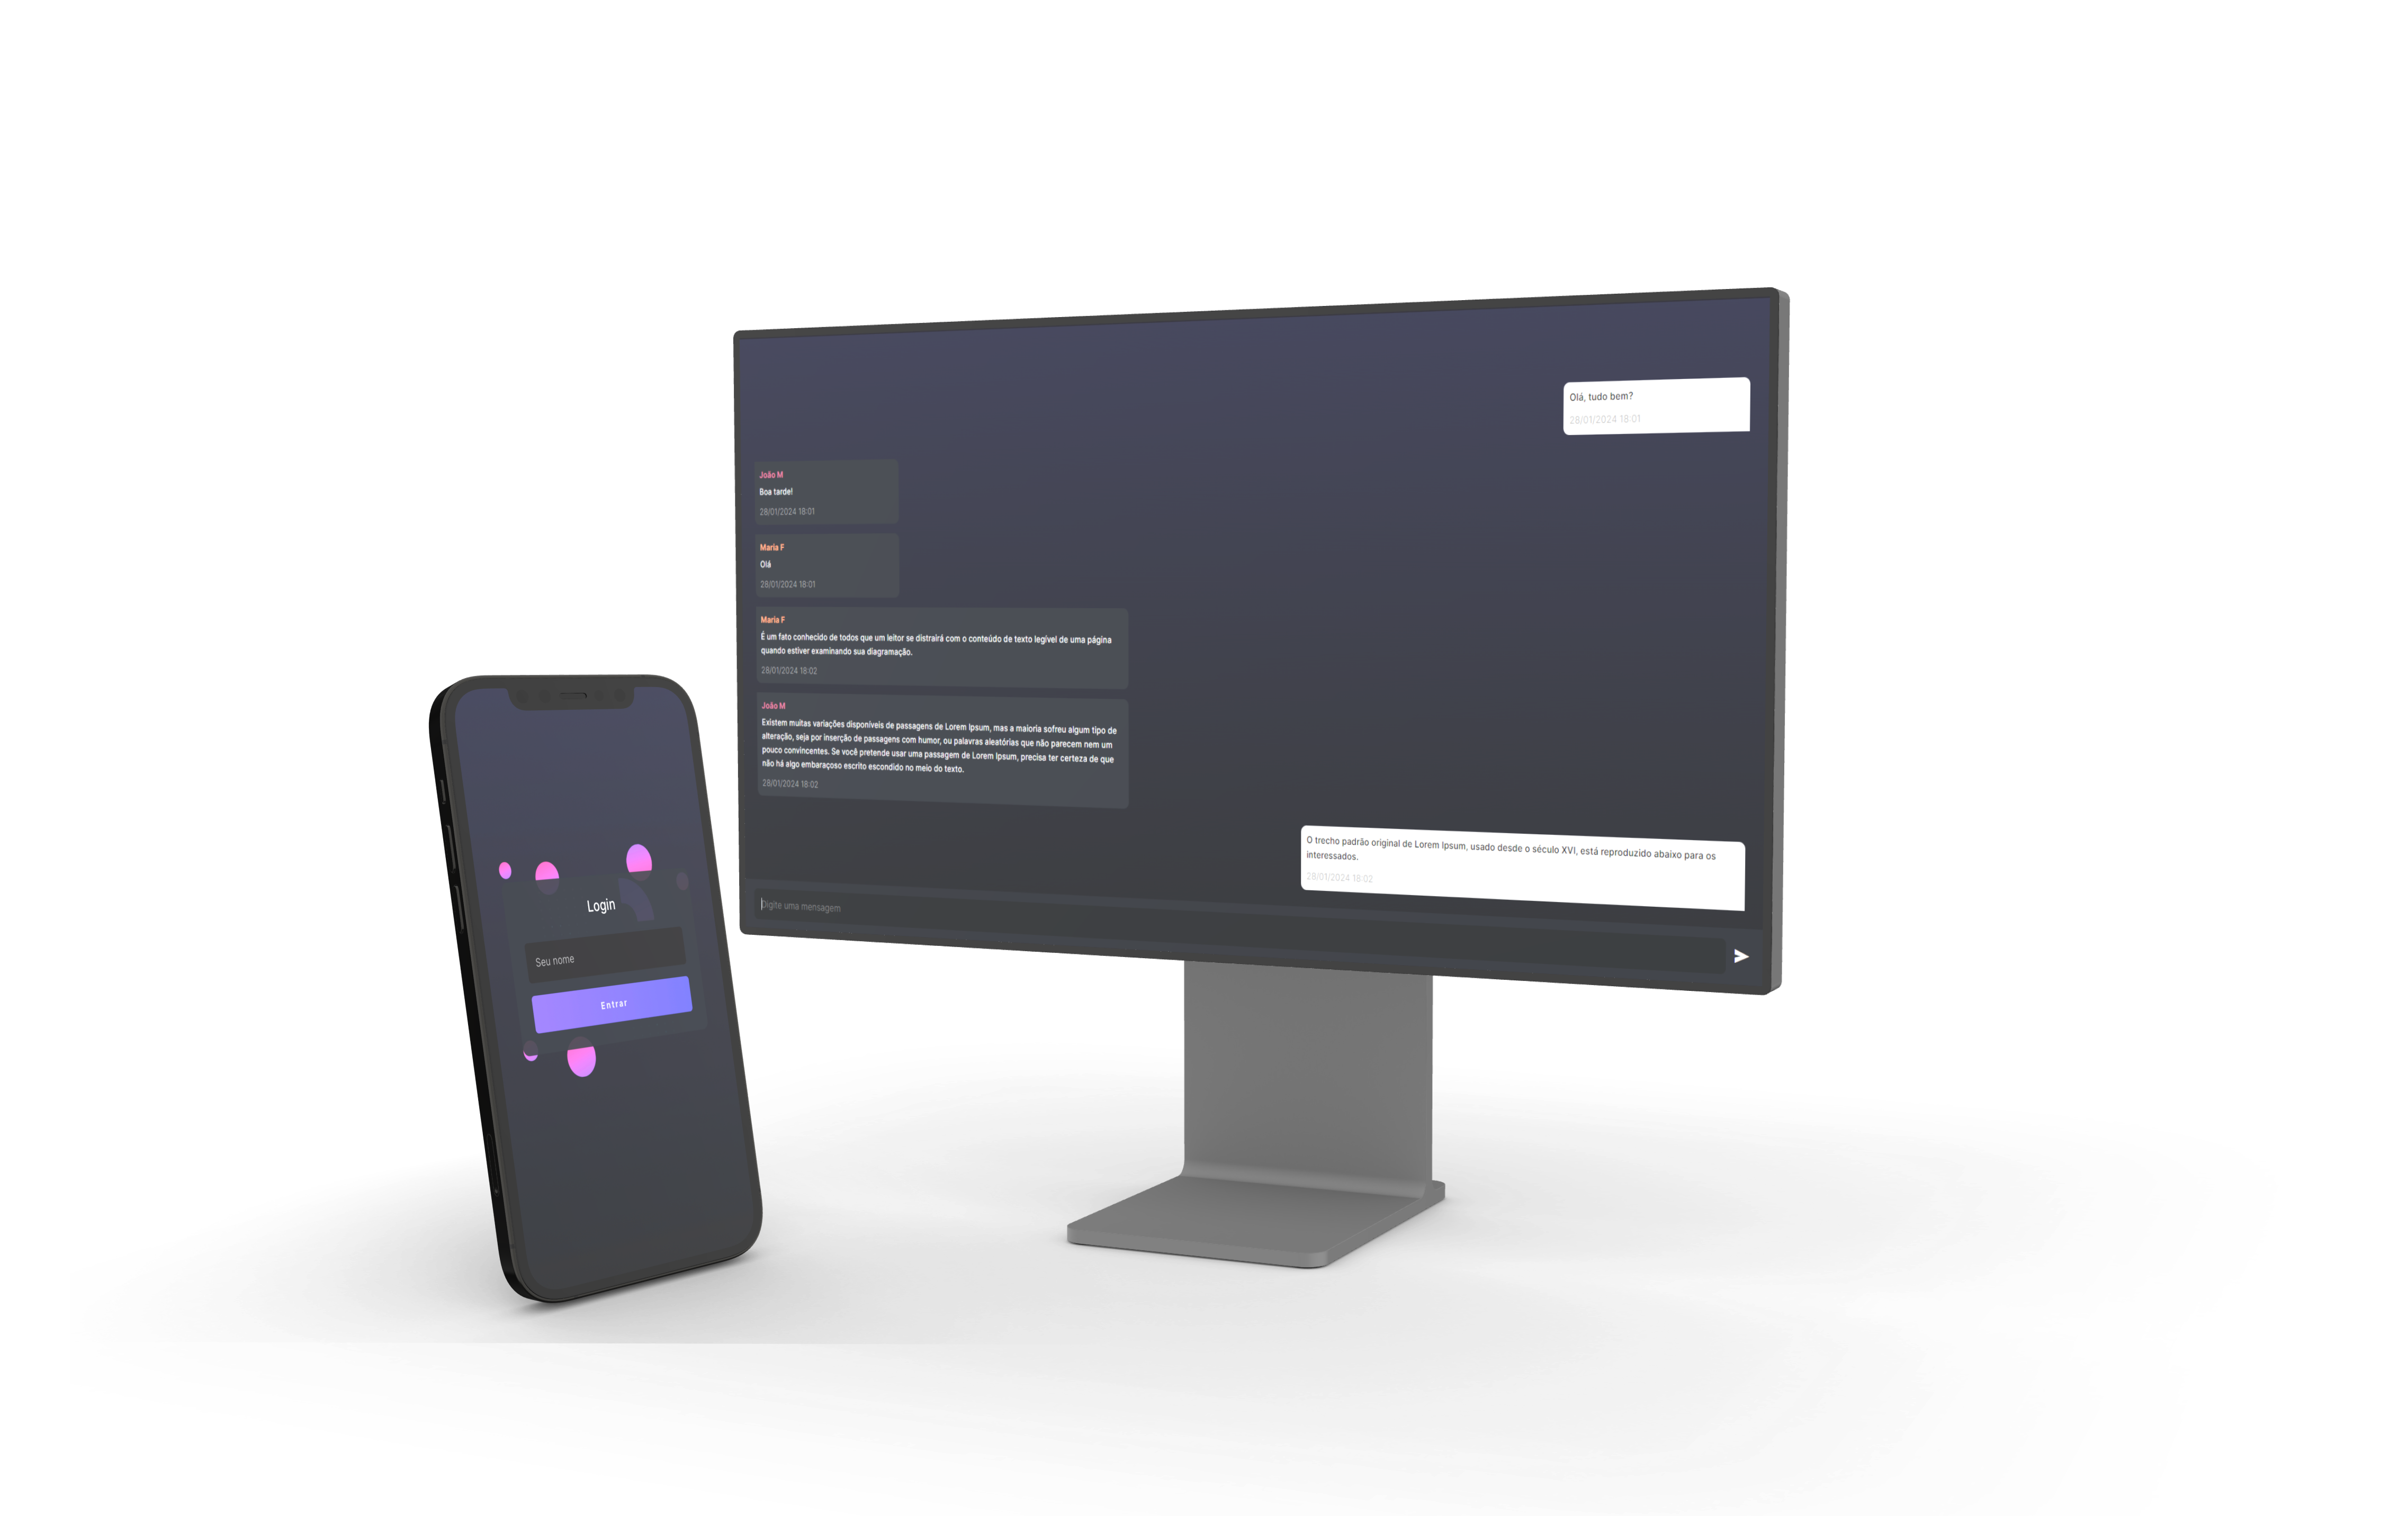 Olá, tudo bem?
28/01/2024 18:01
João M
Boa tarde!
28/01/2024 18:01
Maria F
Olá
28/01/2024 18:01
Maria F
É um fato conhecido de todos que um leitor se distrairá com o conteúdo de texto legível de uma página
quando estiver examinando sua diagramação.
28/01/2024 18:02
João M
Existem muitas variações disponíveis de passagens de Lorem Ipsum, mas a maioria sofreu algum tipo de
alteração, seja por inserção de passagens com humor, ou palavras aleatórias que não parecem nem um
pouco convincentes. Se você pretende usar uma passagem de Lorem Ipsum, precisa ter certeza de que
não há algo embaraçoso escrito escondido no meio do texto.
28/01/2024 18:02
O trecho padrão original de Lorem Ipsum, usado desde o século XVI, está reproduzido abaixo para os
interessados.
28/01/2024 18:02
Digite uma mensagem
Login
Seu nome
Entrar